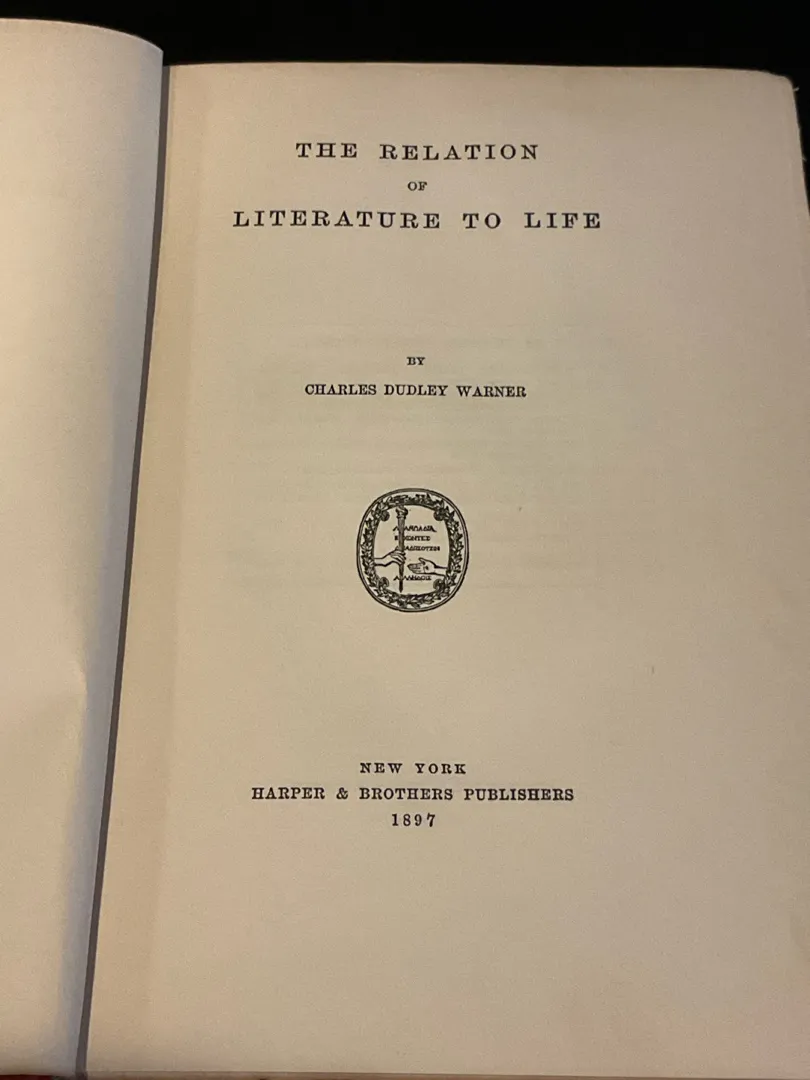 THE RELATION
OF
LITERATURE TO LIFE
BY
CHARLES DUDLEY WARNER
NEW YORK
HARPER & BROTHERS PUBLISHERS
1897